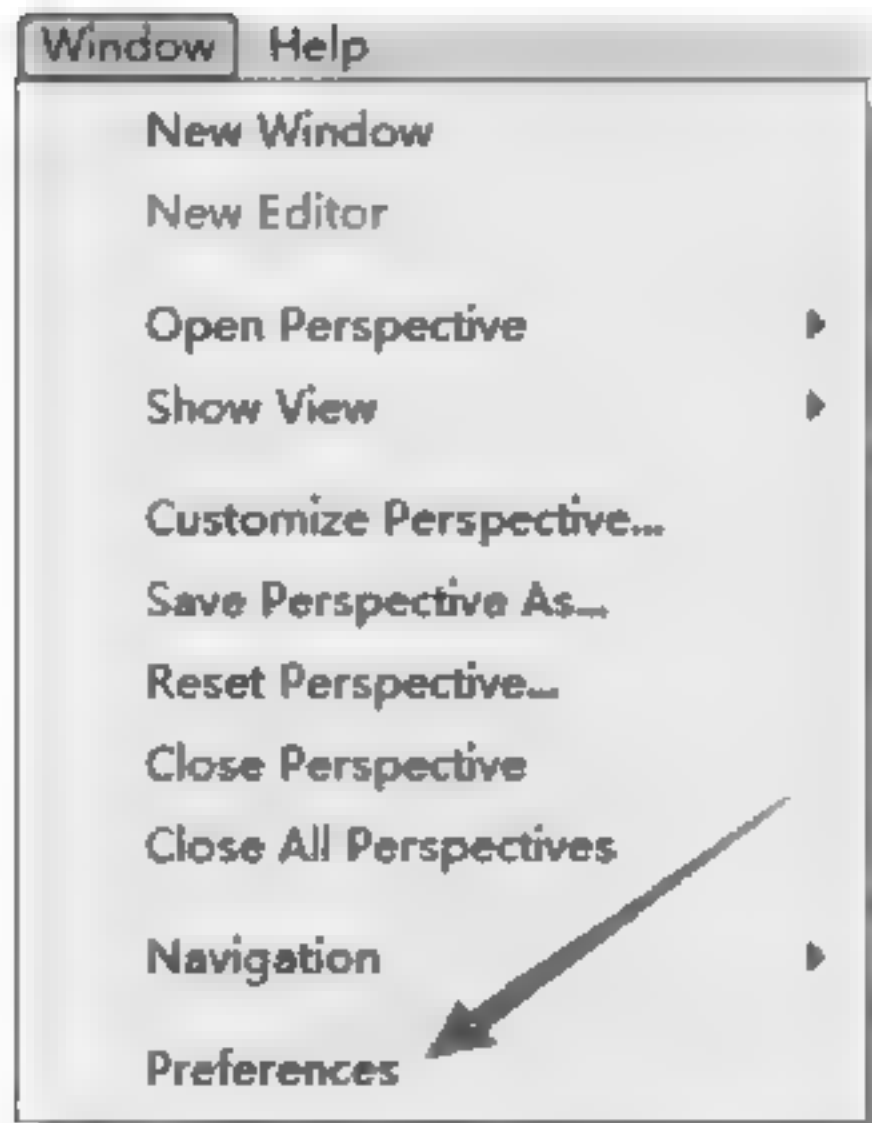 Window Help
New Window
New Editor
Open Perspective
Show View
Customize Perspective...
Save Perspective As...
Reset Perspective...
Close Perspective
Close All Perspectives
Navigation
Preferences